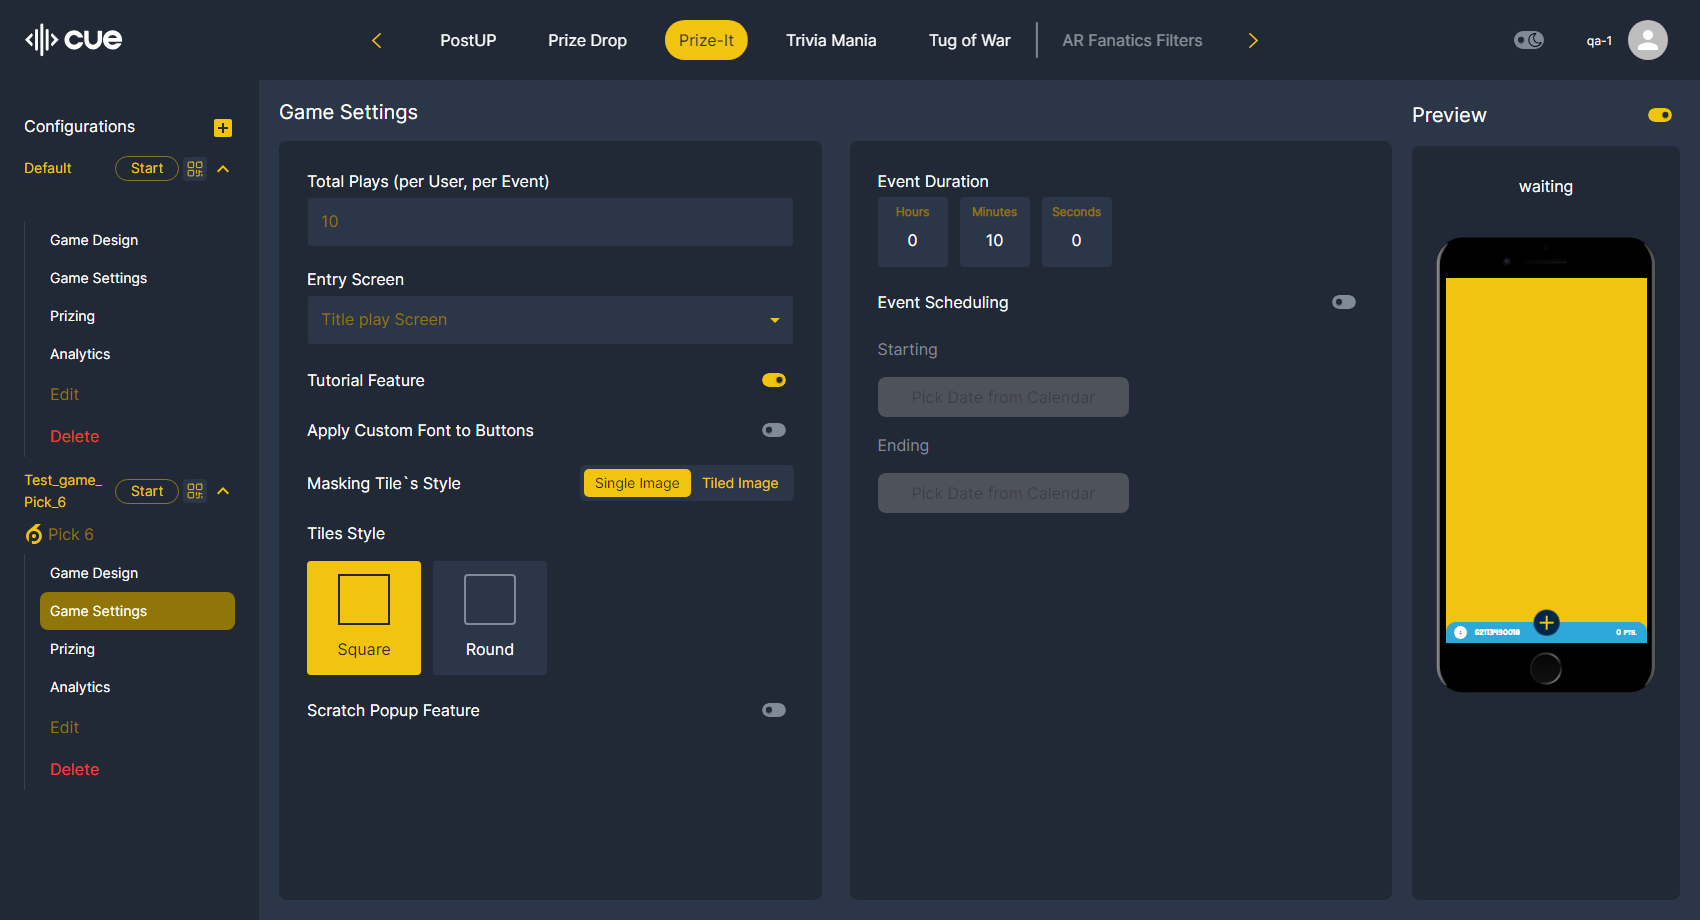 cue
PostUP
Prize Drop
Prize-It
Trivia Mania
Tug of War
AR Fanatics Filters
qa-1
Configurations
Default
Start
Game Design
Game Settings
Prizing
Analytics
Edit
Delete
Test_game_
Pick_6
Start
Pick 6
Game Design
Game Settings
Prizing
Analytics
Edit
Delete
Game Settings
Total Plays (per User, per Event)
10
Entry Screen
Title play Screen
Tutorial Feature
Apply Custom Font to Buttons
Masking Tile`s Style
Single Image
Tiled Image
Tiles Style
Square
Round
Scratch Popup Feature
Event Duration
Hours
Minutes
Seconds
0
10
0
Event Scheduling
Starting
Pick Date from Calendar
Ending
Pick Date from Calendar
Preview
waiting
62113490018
0 PTS.